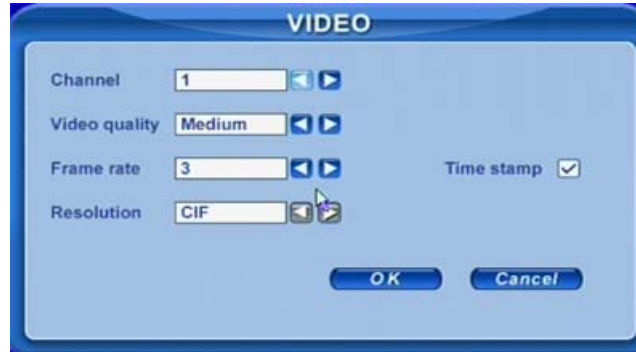 VIDEO
Channel 1
Video quality Medium
Frame rate 3 Time stamp
Resolution CIF
OK Cancel